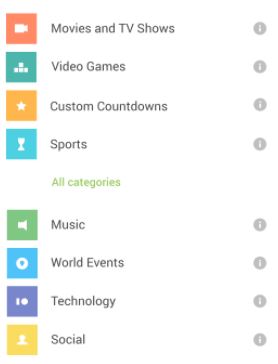 Movies and TV Shows
Video Games
Custom Countdowns
Sports
All categories
Music
World Events
Technology
Social